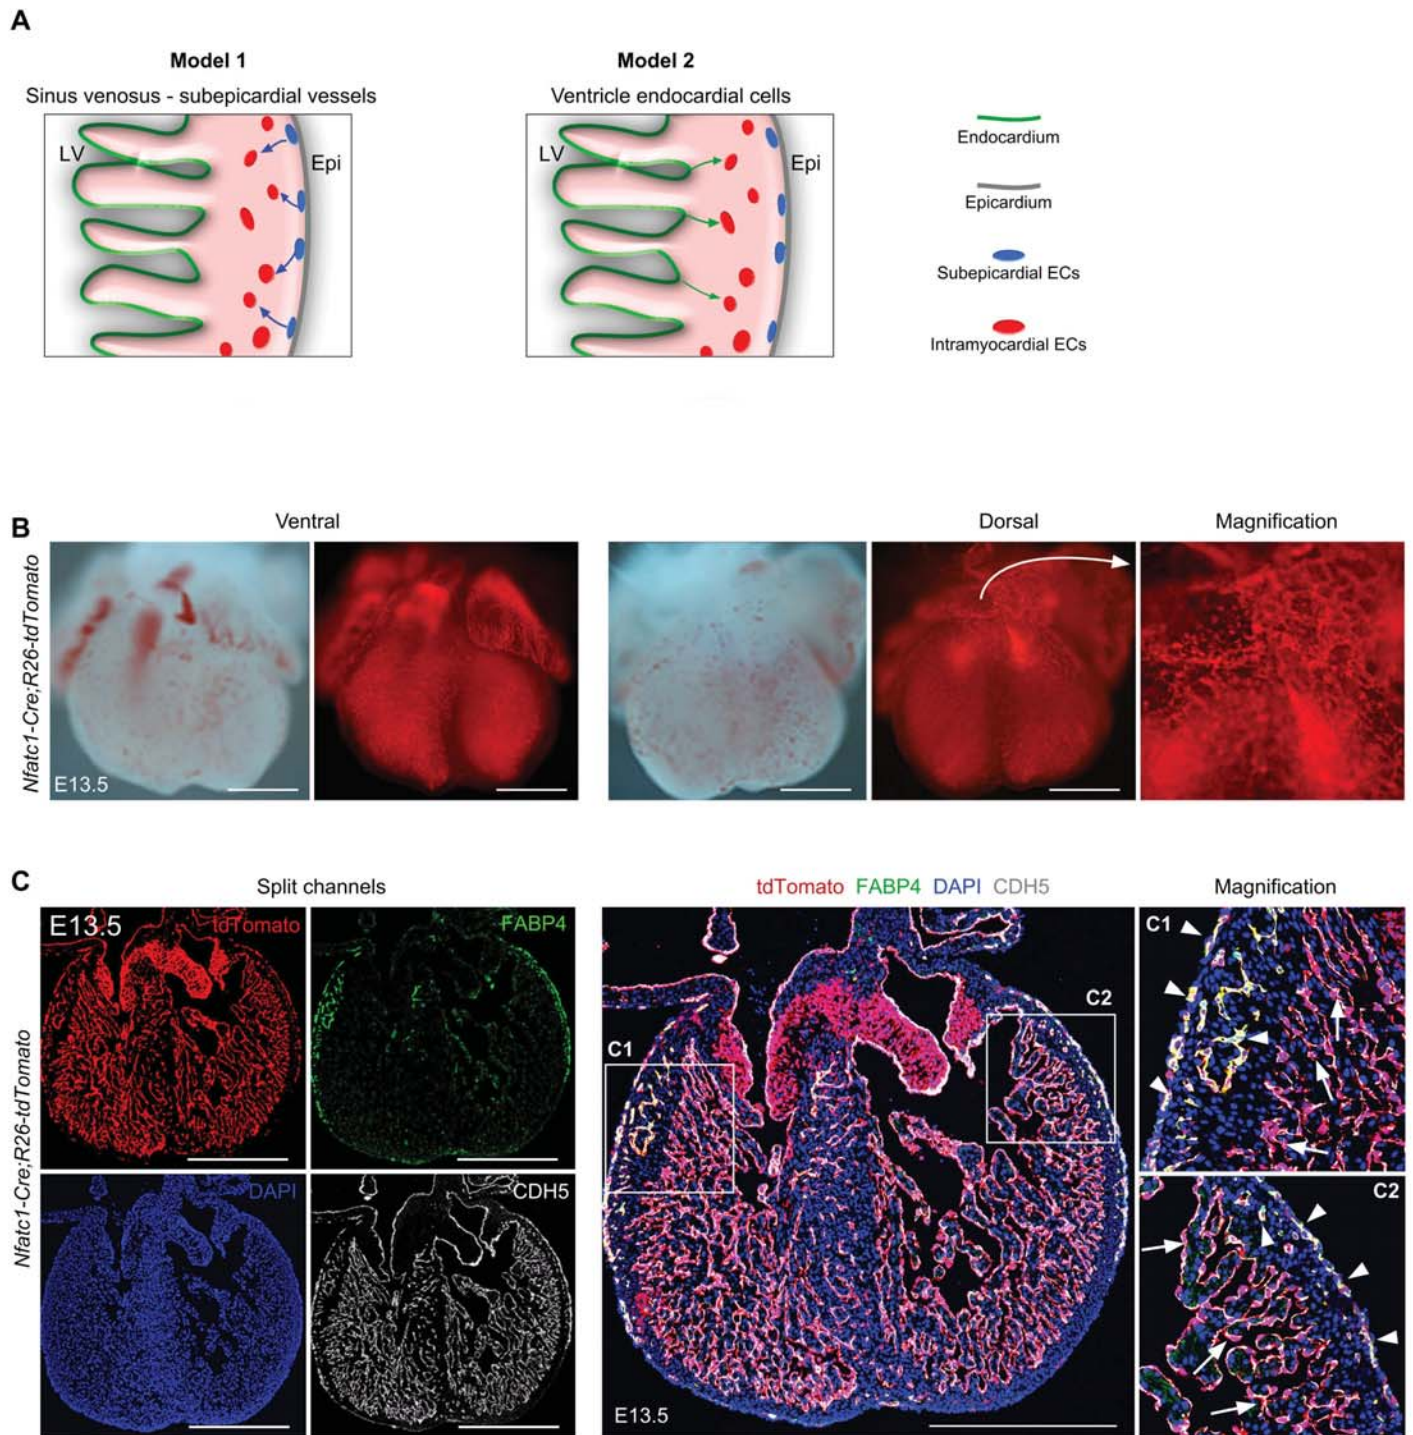 A
Model 1
Model 2
Sinus venosus - subepicardial vessels
Ventricle endocardial cells
LV
Epi
LV
Epi
Endocardium
Epicardium
Subepicardial ECs
Intramyocardial ECs
B
Ventral
Dorsal
Magnification
Nfatc1-Cre;R26-tdTomato
E13.5
C
Split channels
tdTomato FABP4 DAPI CDH5
Magnification
Nfatc1-Cre;R26-tdTomato
E13.5
tdTomato
FABP4
DAPI
CDH5
C1
C2
E13.5
C1
C2